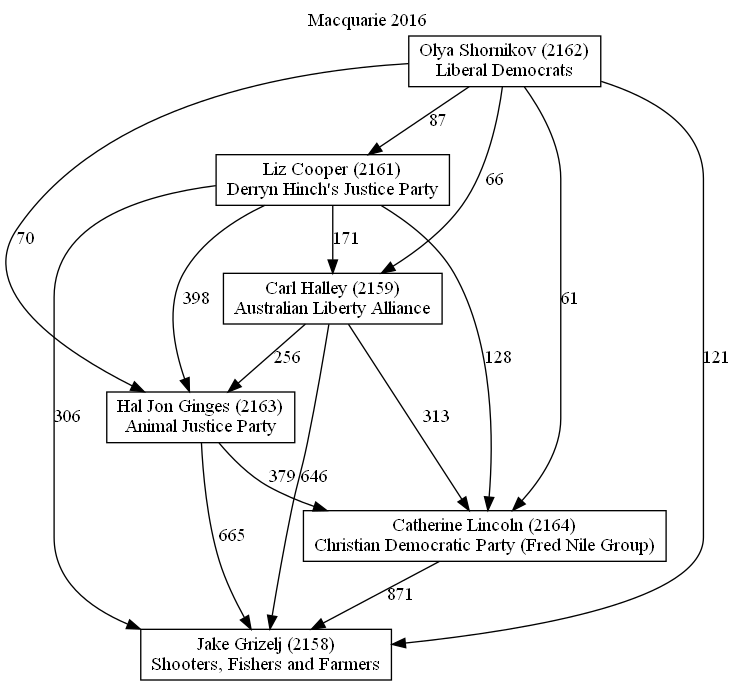 Macquarie 2016
Olya Shornikov (2162)
Liberal Democrats
87
Liz Cooper (2161)
Derryn Hinch's Justice Party
66
70
171
398
128
61
Carl Halley (2159)
Australian Liberty Alliance
256
121
306
313
Hal Jon Ginges (2163)
Animal Justice Party
379
646
665
Catherine Lincoln (2164)
Christian Democratic Party (Fred Nile Group)
871
Jake Grizelj (2158)
Shooters, Fishers and Farmers